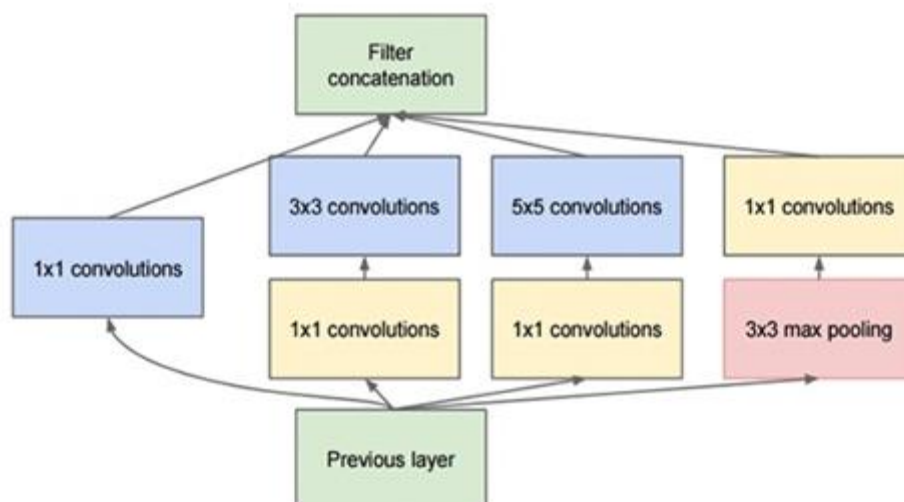 Filter
concatenation
3x3 convolutions
5x5 convolutions
1x1 convolutions
1x1 convolutions
1x1 convolutions
1x1 convolutions
3x3 max pooling
Previous layer